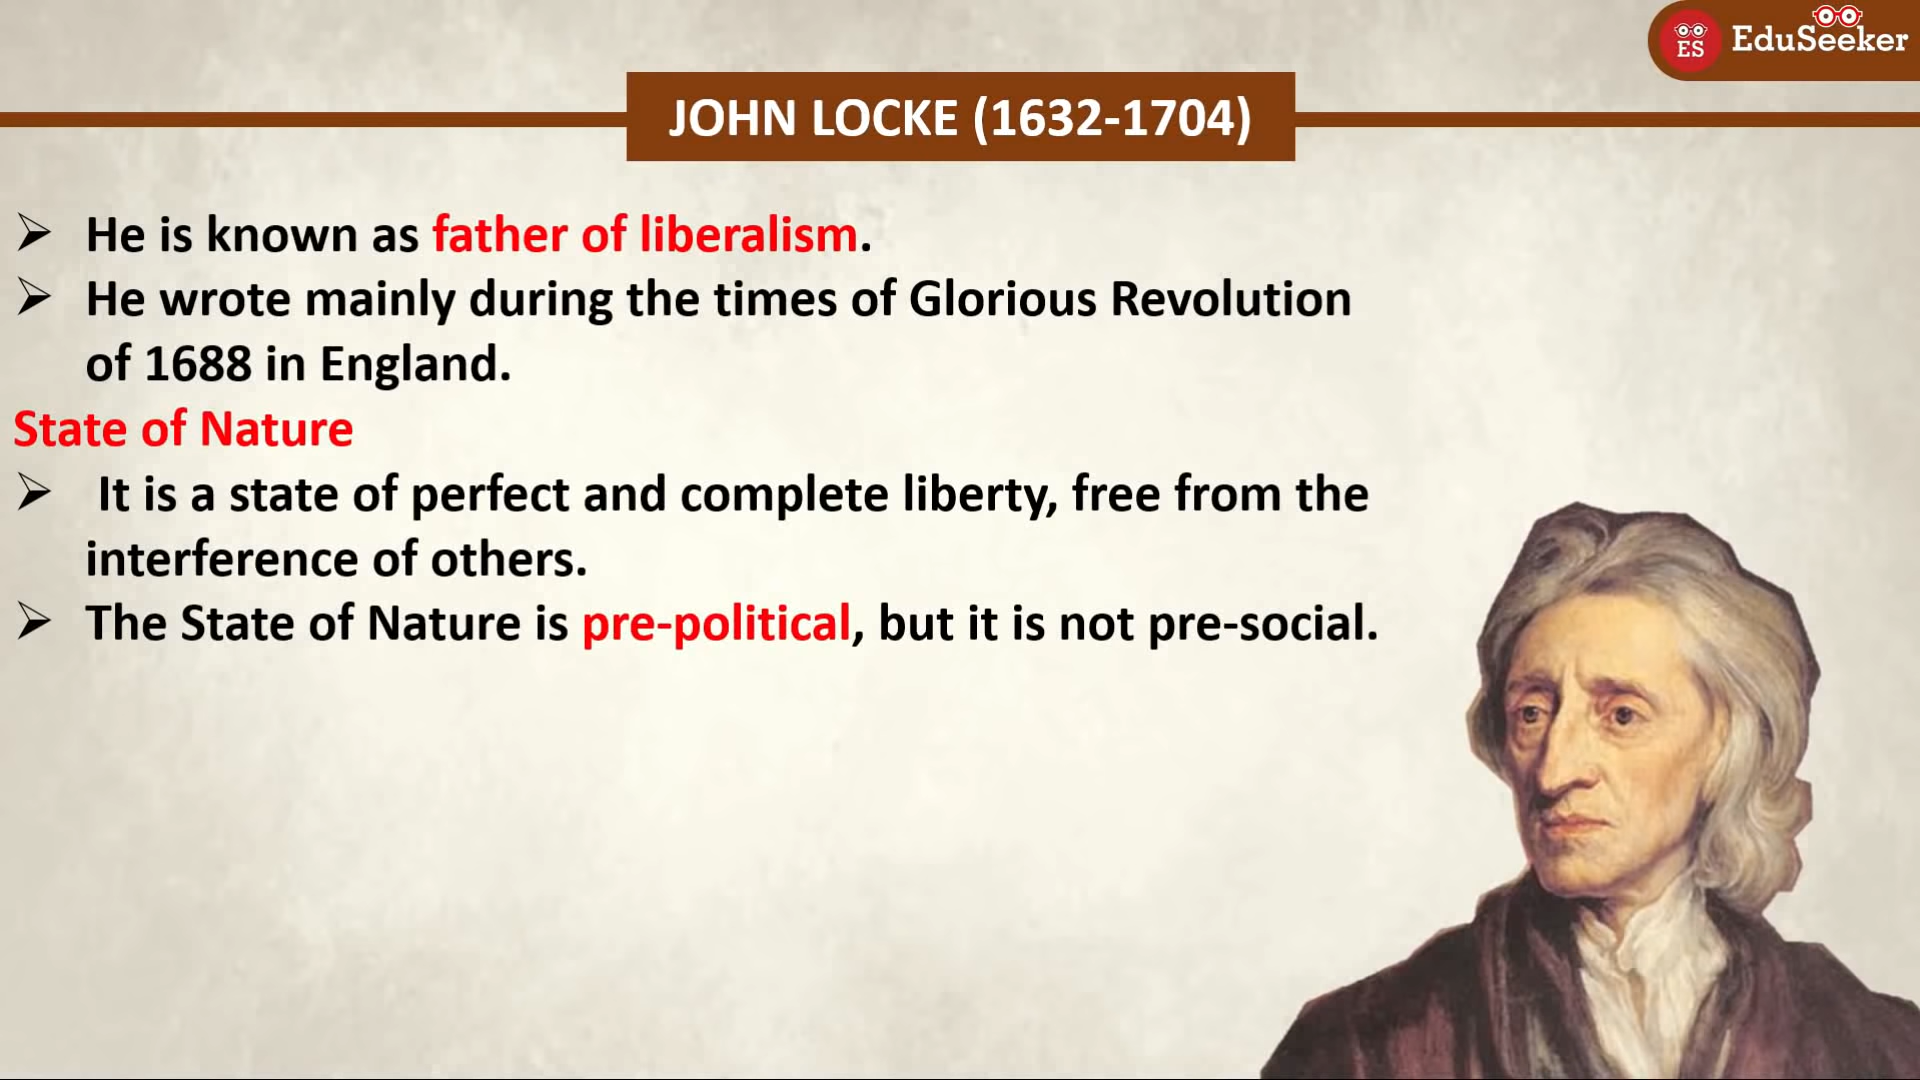 ES EduSeeker
JOHN LOCKE (1632-1704)
➢ He is known as father of liberalism.
➢ He wrote mainly during the times of Glorious Revolution
of 1688 in England.
State of Nature
➢ It is a state of perfect and complete liberty, free from the
interference of others.
➢ The State of Nature is pre-political, but it is not pre-social.